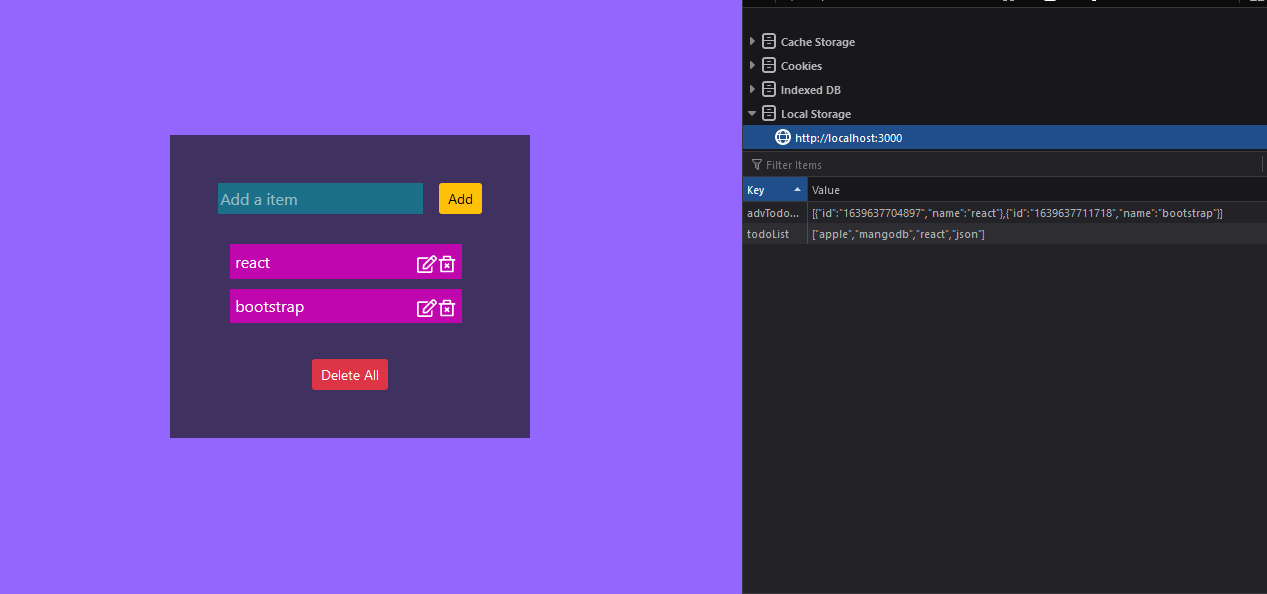 Add a item
Add
react
bootstrap
Delete All
Cache Storage
Cookies
Indexed DB
Local Storage
http://localhost:3000
Filter Items
Key
Value
advTodo... [{"id":"1639637704897","name":"react"},{"id":"1639637711718","name":"bootstrap"}]
todoList ["apple","mangodb","react","json"]